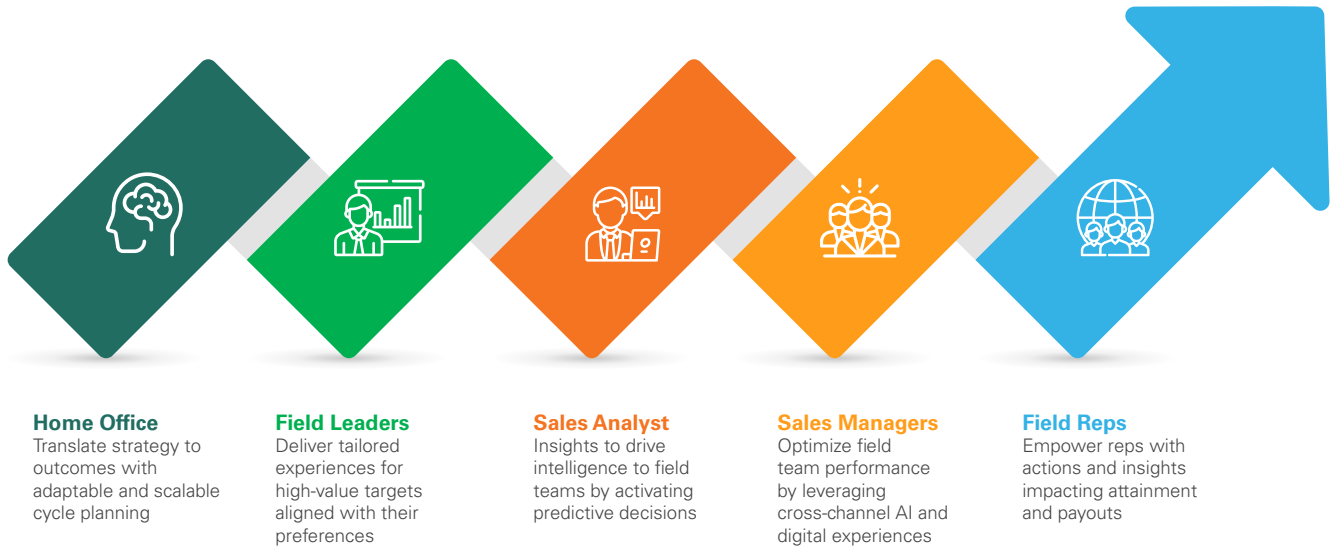 Home Office
Translate strategy to
outcomes with
adaptable and scalable
cycle planning
Field Leaders
Deliver tailored
experiences for
high-value targets
aligned with their
preferences
Sales Analyst
Insights to drive
intelligence to field
teams by activating
predictive decisions
Sales Managers
Optimize field
team performance
by leveraging
cross-channel AI and
digital experiences
Field Reps
Empower reps with
actions and insights
impacting attainment
and payouts